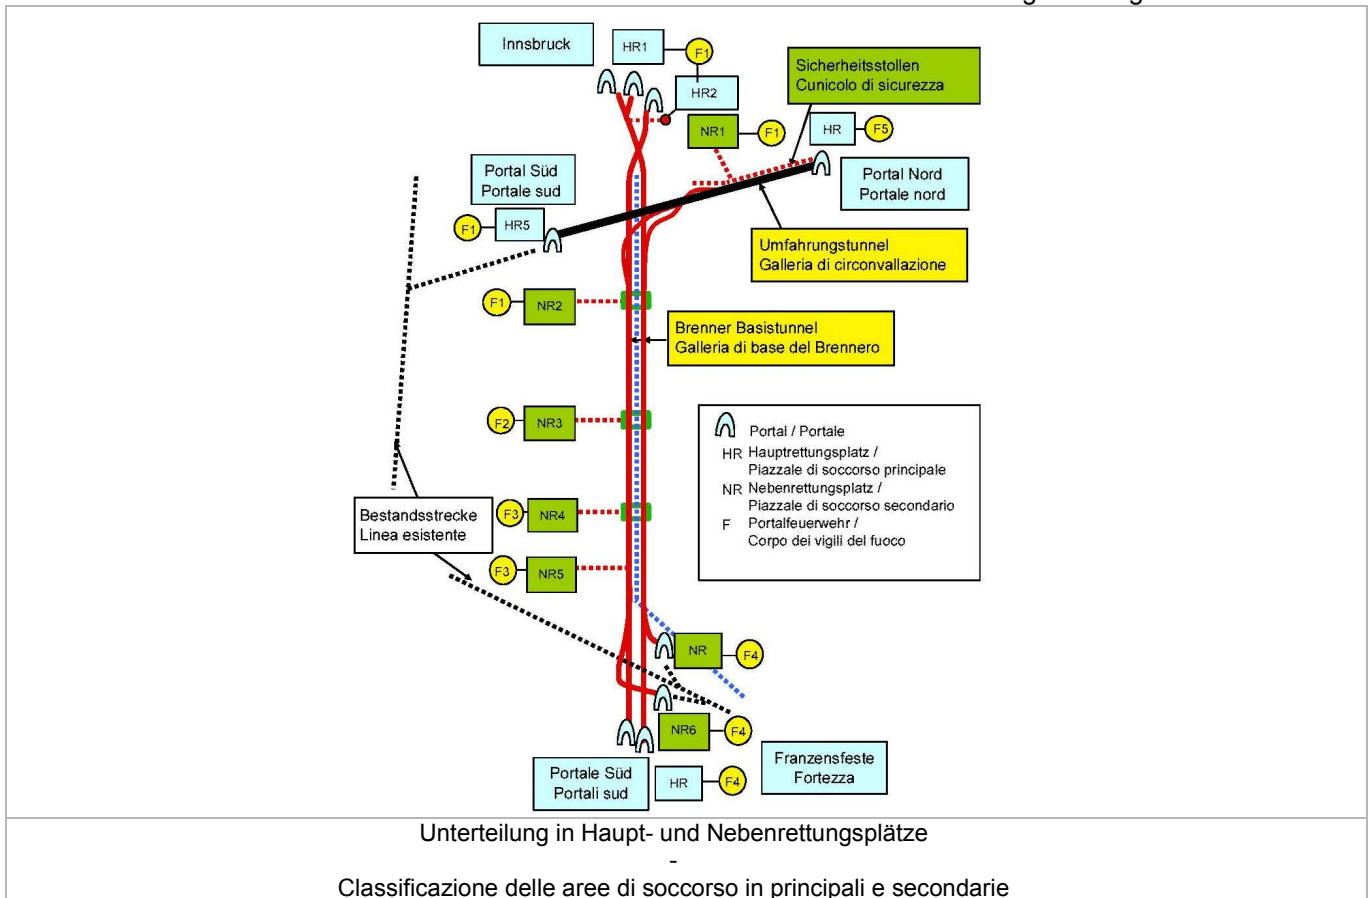 Innsbruck
HR1
F1
HR2
Sicherheitsstollen
Cunicolo di sicurezza
NR1
F1
HR
F5
Portal Süd
Portale sud
Portal Nord
Portale nord
F1
HR5
Umfahrungstunnel
Galleria di circonvallazione
F1
NR2
Brenner Basistunnel
Galleria di base del Brennero
F2
NR3
Portal / Portale
HR Hauptrettungsplatz /
Piazzale di soccorso principale
NR Nebenrettungsplatz /
Piazzale di soccorso secondario
F Portalfeuerwehr /
Corpo dei vigili del fuoco
Bestandsstrecke
Linea esistente
F3
NR4
F3
NR5
NR
F4
NR6
F4
Portale Süd
Portali sud
HR
F4
Franzensfeste
Fortezza
Unterteilung in Haupt- und Nebenrettungsplätze
-
Classificazione delle aree di soccorso in principali e secondarie